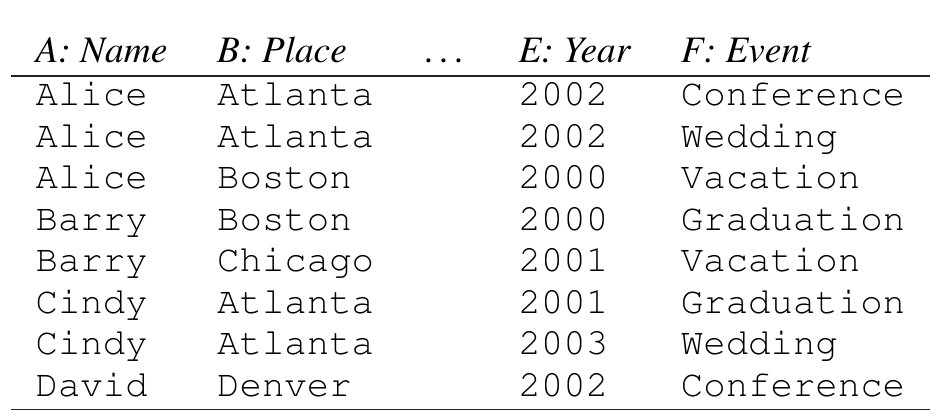 A: Name B: Place ... E: Year F: Event
Alice Atlanta 2002 Conference
Alice Atlanta 2002 Wedding
Alice Boston 2000 Vacation
Barry Boston 2000 Graduation
Barry Chicago 2001 Vacation
Cindy Atlanta 2001 Graduation
Cindy Atlanta 2003 Wedding
David Denver 2002 Conference